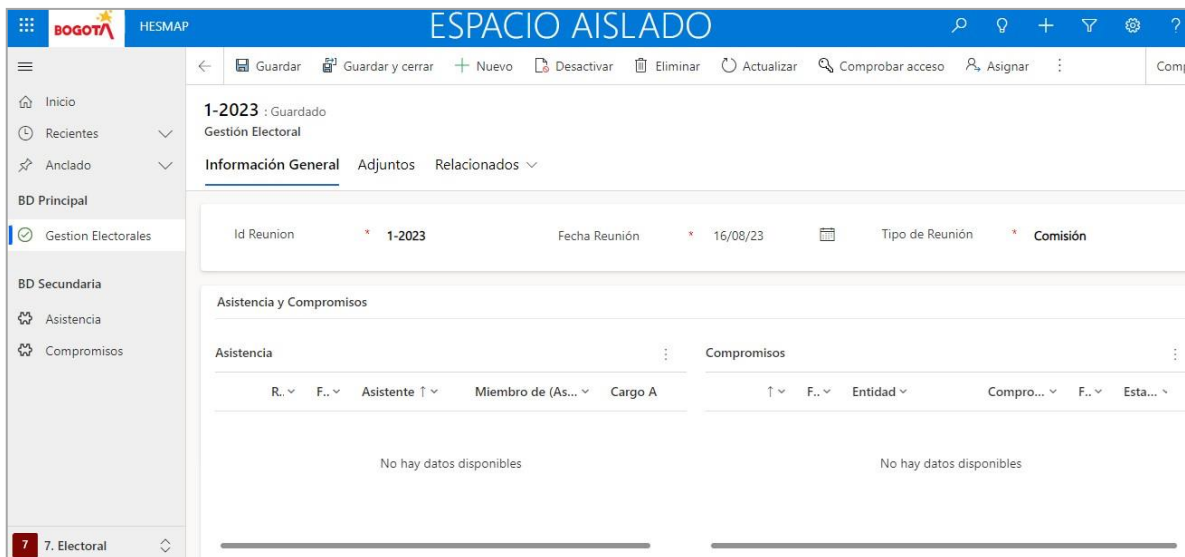 BOGOTÁ HESMAP ESPACIO AISLADO
Guardar Guardar y cerrar Nuevo Desactivar Eliminar Actualizar Comprobar acceso Asignar
Inicio
Recientes
Anclado
BD Principal
Gestion Electorales
BD Secundaria
Asistencia
Compromisos
7 7. Electoral
1-2023 : Guardado
Gestión Electoral
Información General Adjuntos Relacionados
Id Reunion * 1-2023 Fecha Reunión * 16/08/23 Tipo de Reunión * Comisión
Asistencia y Compromisos
Asistencia
R.. F.. Asistente ↑ Miembro de (As... Cargo A
No hay datos disponibles
Compromisos
↑ F.. Entidad Compro... F.. Esta...
No hay datos disponibles